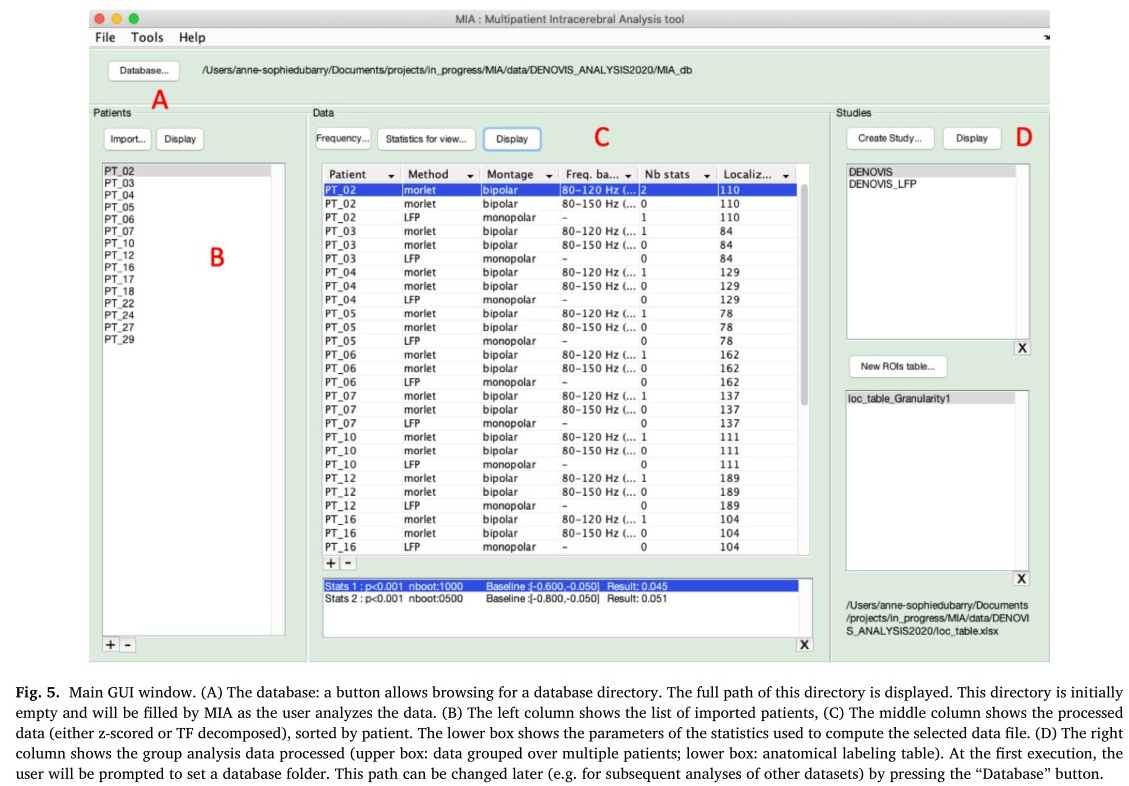 MIA : Multipatient Intracerebral Analysis tool
File Tools Help
Database... /Users/anne-sophiedubarry/Documents/projects/in_progress/MIA/data/DENOVIS_ANALYSIS2020/MIA_db
A
Patients
Import... Display
PT_02
PT_03
PT_04
PT_05
PT_06
PT_07
PT_10
PT_12
PT_16
PT_17
PT_18
PT_22
PT_24
PT_27
PT_29
B
+ -
Data
Frequency... Statistics for view... Display
C
Patient Method Montage Freq. ba... Nb stats Localiz...
PT_02 morlet bipolar 80-120 Hz (... 2 110
PT_02 morlet bipolar 80-150 Hz (... 0 110
PT_02 LFP monopolar - 1 110
PT_03 morlet bipolar 80-120 Hz (... 1 84
PT_03 morlet bipolar 80-150 Hz (... 0 84
PT_03 LFP monopolar - 0 84
PT_04 morlet bipolar 80-120 Hz (... 1 129
PT_04 morlet bipolar 80-150 Hz (... 0 129
PT_04 LFP monopolar - 0 129
PT_05 morlet bipolar 80-120 Hz (... 1 78
PT_05 morlet bipolar 80-150 Hz (... 0 78
PT_05 LFP monopolar - 0 78
PT_06 morlet bipolar 80-120 Hz (... 1 162
PT_06 morlet bipolar 80-150 Hz (... 0 162
PT_06 LFP monopolar - 0 162
PT_07 morlet bipolar 80-120 Hz (... 1 137
PT_07 morlet bipolar 80-150 Hz (... 0 137
PT_07 LFP monopolar - 0 137
PT_10 morlet bipolar 80-120 Hz (... 1 111
PT_10 morlet bipolar 80-150 Hz (... 0 111
PT_10 LFP monopolar - 0 111
PT_12 morlet bipolar 80-120 Hz (... 1 189
PT_12 morlet bipolar 80-150 Hz (... 0 189
PT_12 LFP monopolar - 0 189
PT_16 morlet bipolar 80-120 Hz (... 1 104
PT_16 morlet bipolar 80-150 Hz (... 0 104
PT_16 LFP monopolar - 0 104
+ -
Stats 1 : p<0.001 nboot:1000 Baseline :[-0.600,-0.050] Result: 0.045
Stats 2 : p<0.001 nboot:0500 Baseline :[-0.800,-0.050] Result: 0.051
X
Studies
Create Study... Display
D
DENOVIS
DENOVIS_LFP
X
New ROIs table...
loc_table_Granularity1
X
/Users/anne-sophiedubarry/Documents
/projects/in_progress/MIA/data/DENOVI
S_ANALYSIS2020/loc_table.xlsx
Fig. 5. Main GUI window. (A) The database: a button allows browsing for a database directory. The full path of this directory is displayed. This directory is initially
empty and will be filled by MIA as the user analyzes the data. (B) The left column shows the list of imported patients, (C) The middle column shows the processed
data (either z-scored or TF decomposed), sorted by patient. The lower box shows the parameters of the statistics used to compute the selected data file. (D) The right
column shows the group analysis data processed (upper box: data grouped over multiple patients; lower box: anatomical labeling table). At the first execution, the
user will be prompted to set a database folder. This path can be changed later (e.g. for subsequent analyses of other datasets) by pressing the “Database” button.